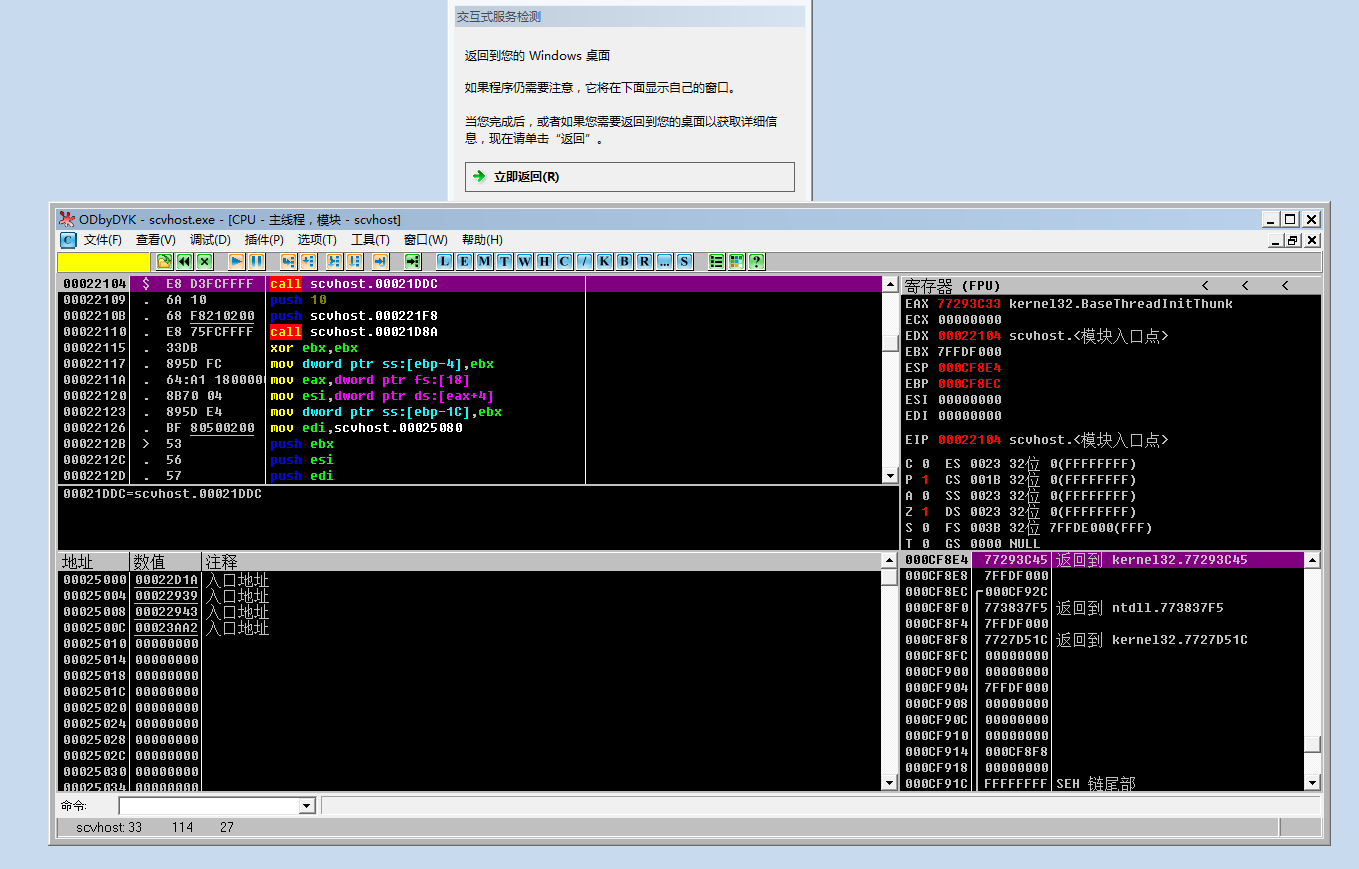 交互式服务检测
返回到您的 Windows 桌面
如果程序仍需要注意，它将在下面显示自己的窗口。
当您完成后，或者如果您需要返回到您的桌面以获取详细信
息，现在请单击“返回”。
立即返回(R)
ODbyDYK - scvhost.exe - [CPU - 主线程, 模块 - scvhost]
C 文件(F) 查看(V) 调试(D) 插件(P) 选项(T) 工具(T) 窗口(W) 帮助(H)
L E M T W H C / K B R ... S ?
00022104 $ E8 D3FCFFFF call scvhost.00021DDC
00022109 . 6A 10 push 10
0002210B . 68 F8210200 push scvhost.000221F8
00022110 . E8 75FCFFFF call scvhost.00021D8A
00022115 . 33DB xor ebx,ebx
00022117 . 895D FC mov dword ptr ss:[ebp-4],ebx
0002211A . 64:A1 1800000 mov eax,dword ptr fs:[18]
00022120 . 8B70 04 mov esi,dword ptr ds:[eax+4]
00022123 . 895D E4 mov dword ptr ss:[ebp-1C],ebx
00022126 . BF 80500200 mov edi,scvhost.00025080
0002212B > 53 push ebx
0002212C . 56 push esi
0002212D . 57 push edi
00021DDC=scvhost.00021DDC
寄存器 (FPU) < < <
EAX 77293C33 kernel32.BaseThreadInitThunk
ECX 00000000
EDX 00022104 scvhost.<模块入口点>
EBX 7FFDF000
ESP 000CF8E4
EBP 000CF8EC
ESI 00000000
EDI 00000000
EIP 00022104 scvhost.<模块入口点>
C 0 ES 0023 32位 0(FFFFFFFF)
P 1 CS 001B 32位 0(FFFFFFFF)
A 0 SS 0023 32位 0(FFFFFFFF)
Z 1 DS 0023 32位 0(FFFFFFFF)
S 0 FS 003B 32位 7FFDE000(FFF)
T 0 GS 0000 NULL
地址 数值 注释
00025000 00022D1A 入口地址
00025004 00022939 入口地址
00025008 00022943 入口地址
0002500C 00023AA2 入口地址
00025010 00000000
00025014 00000000
00025018 00000000
0002501C 00000000
00025020 00000000
00025024 00000000
00025028 00000000
0002502C 00000000
00025030 00000000
00025034 00000000
000CF8E4 77293C45 返回到 kernel32.77293C45
000CF8E8 7FFDF000
000CF8EC 000CF92C
000CF8F0 773837F5 返回到 ntdll.773837F5
000CF8F4 7FFDF000
000CF8F8 7727D51C 返回到 kernel32.7727D51C
000CF8FC 00000000
000CF900 00000000
000CF904 7FFDF000
000CF908 00000000
000CF90C 00000000
000CF910 00000000
000CF914 000CF8F8
000CF918 00000000
000CF91C FFFFFFFF SEH 链尾部
命令:
scvhost: 33 114 27